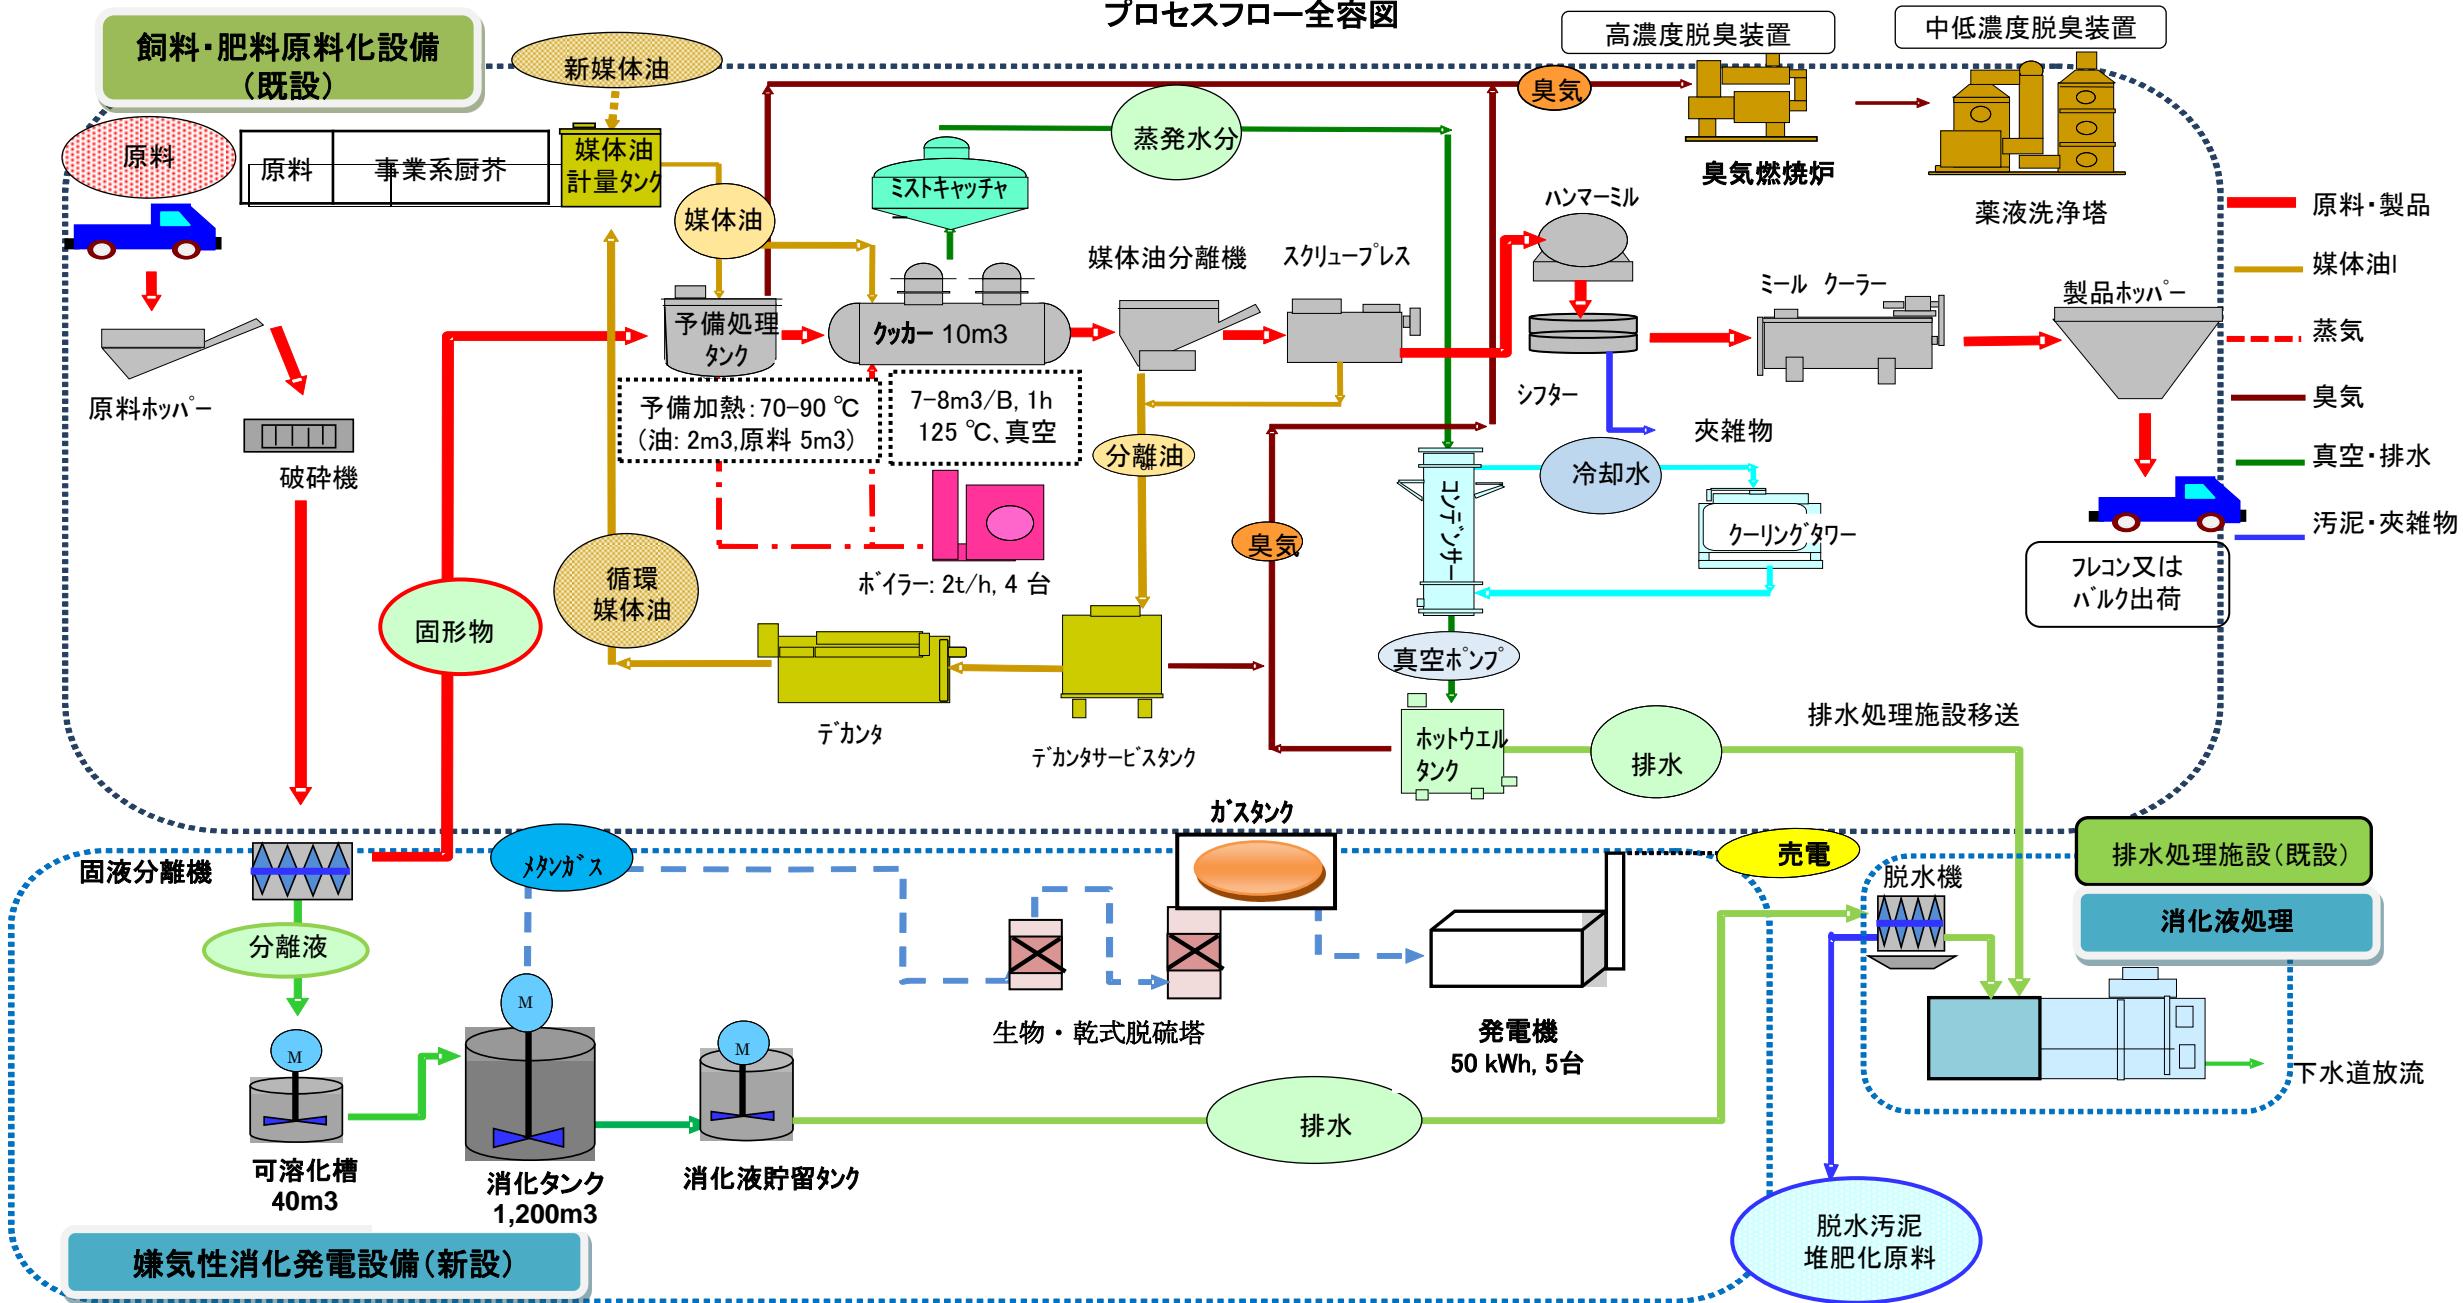 プロセスフロー全容図
飼料・肥料原料化設備
(既設)
新媒体油
高濃度脱臭装置
中低濃度脱臭装置
臭気
原料
原料
事業系厨芥
媒体油
計量タンク
蒸発水分
ミストキャッチャ
媒体油
臭気燃焼炉
薬液洗浄塔
ハンマーミル
原料・製品
媒体油分離機
スクリュープレス
媒体油l
ミール クーラー
製品ホッパー
予備処理
タンク
クッカー 10m3
蒸気
原料ホッパー
予備加熱:70-90 ℃
(油: 2m3,原料 5m3)
7-8m3/B, 1h
125 ℃、真空
シフター
臭気
夾雑物
破砕機
分離油
コンデンサー
冷却水
真空・排水
クーリングタワー
汚泥・夾雑物
臭気
循環
媒体油
ボイラー: 2t/h, 4 台
フレコン又は
バルク出荷
固形物
真空ポンプ
デカンタ
デカンタサービスタンク
ホットウエル
タンク
排水
排水処理施設移送
ガスタンク
固液分離機
メタンガス
売電
排水処理施設(既設)
脱水機
消化液処理
分離液
M
M
M
生物・乾式脱硫塔
発電機
50 kWh, 5台
下水道放流
排水
可溶化槽
40m3
消化タンク
1,200m3
消化液貯留タンク
脱水汚泥
堆肥化原料
嫌気性消化発電設備(新設)